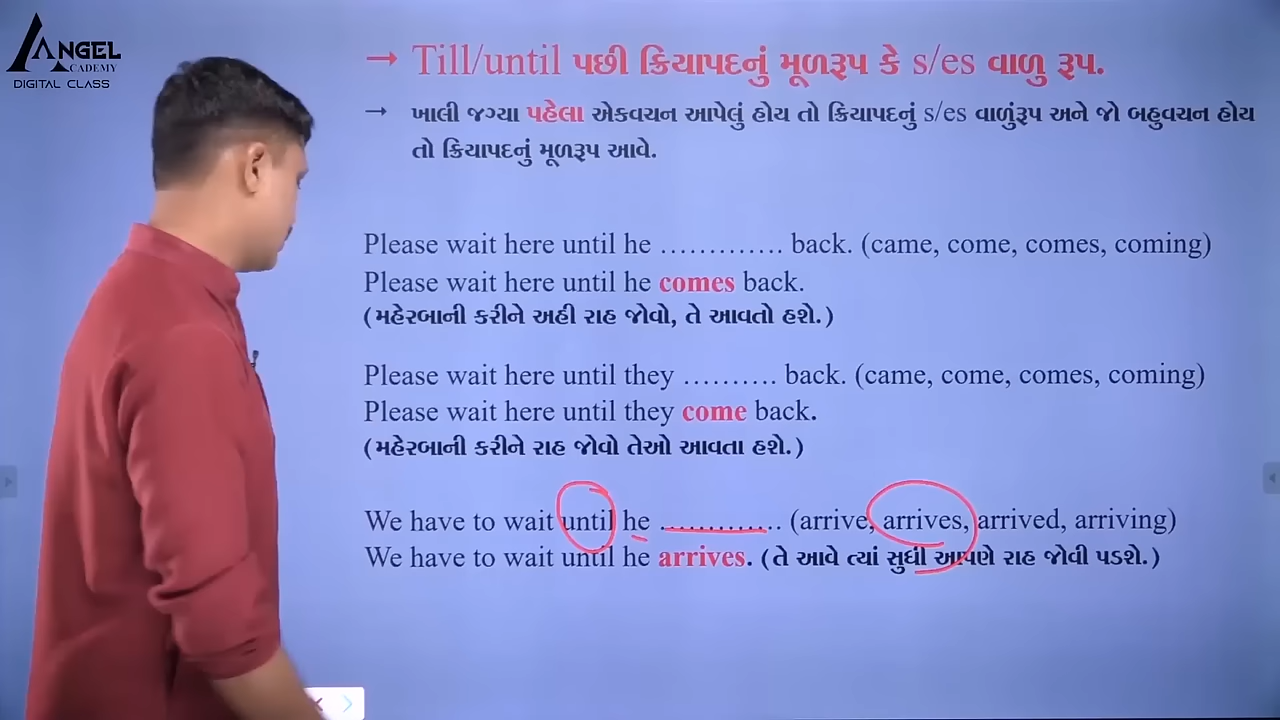 ANGEL
ACADEMY
DIGITAL CLASS
→ Till/until પછી ક્રિયાપદનું મૂળરૂપ કે s/es વાળુ રૂપ.
→ ખાલી જગ્યા પહેલા એકવચન આપેલું હોય તો ક્રિયાપદનું s/es વાળુંરૂપ અને જો બહુવચન હોય
તો ક્રિયાપદનું મૂળરૂપ આવે.
Please wait here until he …………. back. (came, come, comes, coming)
Please wait here until he comes back.
(મહેરબાની કરીને અહી રાહ જોવો, તે આવતો હશે.)
Please wait here until they ………. back. (came, come, comes, coming)
Please wait here until they come back.
(મહેરબાની કરીને રાહ જોવો તેઓ આવતા હશે.)
We have to wait until he …………. (arrive, arrives, arrived, arriving)
We have to wait until he arrives. (તે આવે ત્યાં સુધી આપણે રાહ જોવી પડશે.)